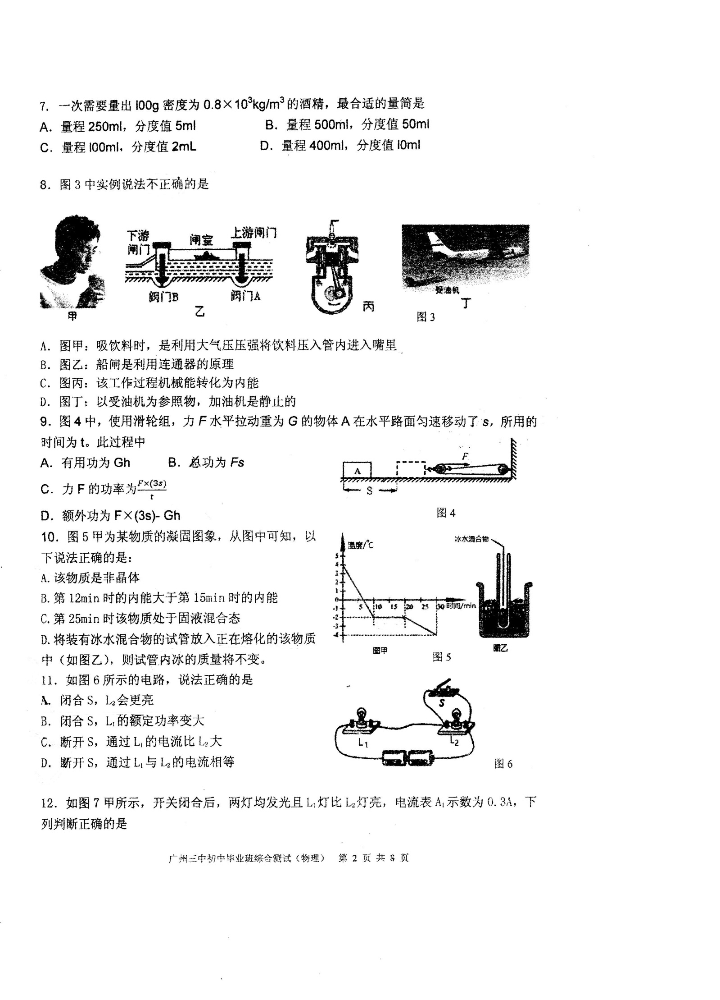 7．一次需要量出 l00g 密度为 0.8×10³kg/m³ 的酒精，最合适的量筒是
A．量程 250ml，分度值 5ml B．量程 500ml，分度值 50ml
C．量程 l00ml，分度值 2mL D．量程 400ml，分度值 l0ml
8．图 3 中实例说法不正确的是
下游闸门 闸室 上游闸门
阀门B 阀门A
受油机
甲 乙 丙 丁
图 3
A．图甲：吸饮料时，是利用大气压压强将饮料压入管内进入嘴里
B．图乙：船闸是利用连通器的原理
C．图丙：该工作过程机械能转化为内能
D．图丁：以受油机为参照物，加油机是静止的
9．图 4 中，使用滑轮组，力 F 水平拉动重为 G 的物体 A 在水平路面匀速移动了 s，所用的
时间为 t。此过程中
A．有用功为 Gh B．总功为 Fs
C．力 F 的功率为 F×(3s)/t
D．额外功为 F×(3s)- Gh
A S F
图 4
10．图 5 甲为某物质的凝固图象，从图中可知，以
下说法正确的是：
A.该物质是非晶体
B.第 12min 时的内能大于第 15min 时的内能
C.第 25min 时该物质处于固液混合态
D.将装有冰水混合物的试管放入正在熔化的该物质
中（如图乙），则试管内冰的质量将不变。
温度/℃
5
4
3
2
1
0
-1
-2
-3
-4
5 10 15 20 25 30 时间/min
图甲
冰水混合物
图乙
图 5
11．如图 6 所示的电路，说法正确的是
A．闭合 S，L₂会更亮
B．闭合 S，L₁的额定功率变大
C．断开 S，通过 L₁的电流比 L₂大
D．断开 S，通过 L₁与 L₂的电流相等
S
L₁ L₂
图 6
12．如图 7 甲所示，开关闭合后，两灯均发光且 L₁灯比 L₂灯亮，电流表 A₁示数为 0.3A，下
列判断正确的是
广州三中初中毕业班综合测试（物理） 第 2 页 共 8 页